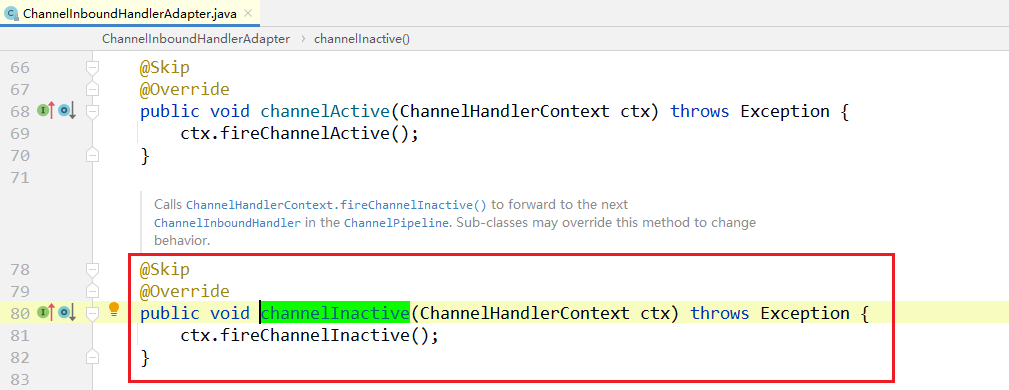 ChannelInboundHandlerAdapter.java
ChannelInboundHandlerAdapter › channelInactive()
66 @Skip
67 @Override
68 public void channelActive(ChannelHandlerContext ctx) throws Exception {
69 ctx.fireChannelActive();
70 }
71
Calls ChannelHandlerContext.fireChannelInactive() to forward to the next
ChannelInboundHandler in the ChannelPipeline. Sub-classes may override this method to change
behavior.
78 @Skip
79 @Override
80 public void channelInactive(ChannelHandlerContext ctx) throws Exception {
81 ctx.fireChannelInactive();
82 }
83